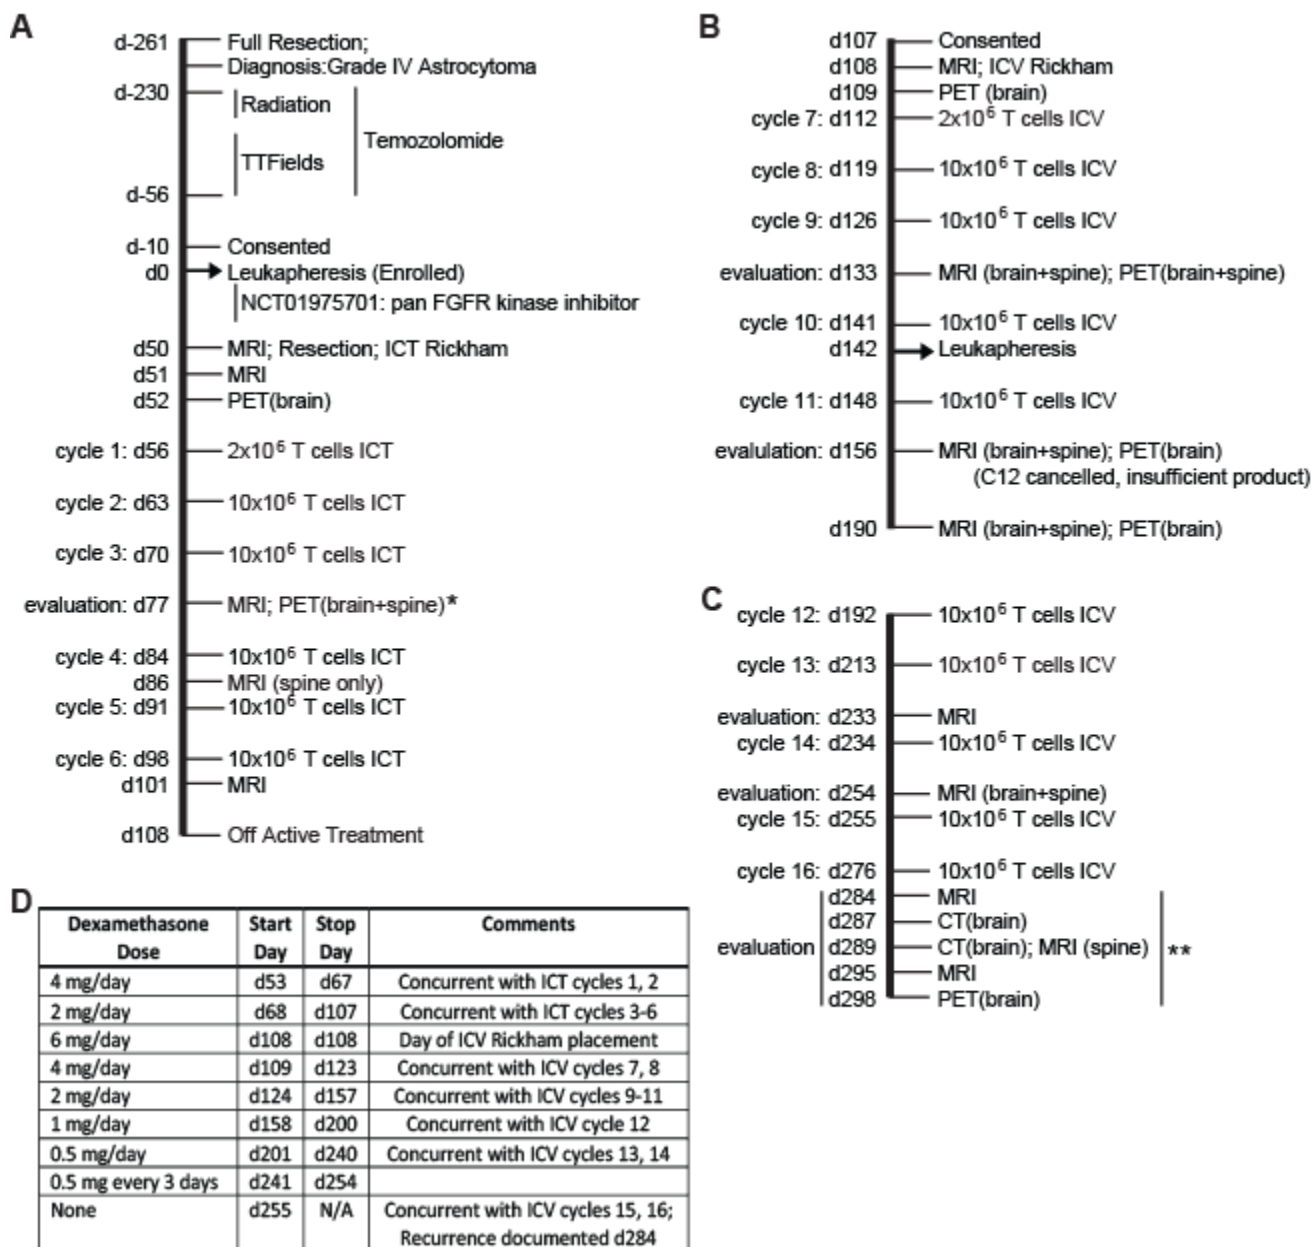 A
d-261 Full Resection;
Diagnosis:Grade IV Astrocytoma
d-230
Radiation
Temozolomide
TTFields
d-56
d-10 Consented
d0 Leukapheresis (Enrolled)
NCT01975701: pan FGFR kinase inhibitor
d50 MRI; Resection; ICT Rickham
d51 MRI
d52 PET(brain)
cycle 1: d56 2x10⁶ T cells ICT
cycle 2: d63 10x10⁶ T cells ICT
cycle 3: d70 10x10⁶ T cells ICT
evaluation: d77 MRI; PET(brain+spine)*
cycle 4: d84 10x10⁶ T cells ICT
d86 MRI (spine only)
cycle 5: d91 10x10⁶ T cells ICT
cycle 6: d98 10x10⁶ T cells ICT
d101 MRI
d108 Off Active Treatment
B
d107 Consented
d108 MRI; ICV Rickham
d109 PET (brain)
cycle 7: d112 2x10⁶ T cells ICV
cycle 8: d119 10x10⁶ T cells ICV
cycle 9: d126 10x10⁶ T cells ICV
evaluation: d133 MRI (brain+spine); PET(brain+spine)
cycle 10: d141 10x10⁶ T cells ICV
d142 Leukapheresis
cycle 11: d148 10x10⁶ T cells ICV
evalulation: d156 MRI (brain+spine); PET(brain)
(C12 cancelled, insufficient product)
d190 MRI (brain+spine); PET(brain)
C
cycle 12: d192 10x10⁶ T cells ICV
cycle 13: d213 10x10⁶ T cells ICV
evaluation: d233 MRI
cycle 14: d234 10x10⁶ T cells ICV
evaluation: d254 MRI (brain+spine)
cycle 15: d255 10x10⁶ T cells ICV
cycle 16: d276 10x10⁶ T cells ICV
d284 MRI
d287 CT(brain)
evaluation d289 CT(brain); MRI (spine) **
d295 MRI
d298 PET(brain)
D
Dexamethasone Start Stop Comments
Dose Day Day
4 mg/day d53 d67 Concurrent with ICT cycles 1, 2
2 mg/day d68 d107 Concurrent with ICT cycles 3-6
6 mg/day d108 d108 Day of ICV Rickham placement
4 mg/day d109 d123 Concurrent with ICV cycles 7, 8
2 mg/day d124 d157 Concurrent with ICV cycles 9-11
1 mg/day d158 d200 Concurrent with ICV cycle 12
0.5 mg/day d201 d240 Concurrent with ICV cycles 13, 14
0.5 mg every 3 days d241 d254
None d255 N/A Concurrent with ICV cycles 15, 16;
Recurrence documented d284